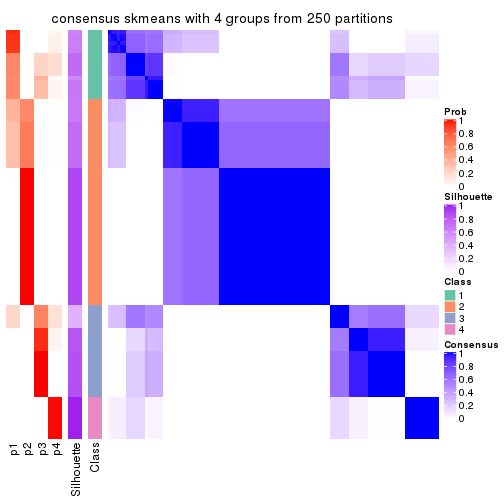 consensus skmeans with 4 groups from 250 partitions
Prob
1
0.8
0.6
0.4
0.2
0
Silhouette
1
0.8
0.6
0.4
0.2
0
Class
1
2
3
4
Consensus
1
0.8
0.6
0.4
0.2
0
p1
p2
p3
p4
Silhouette
Class